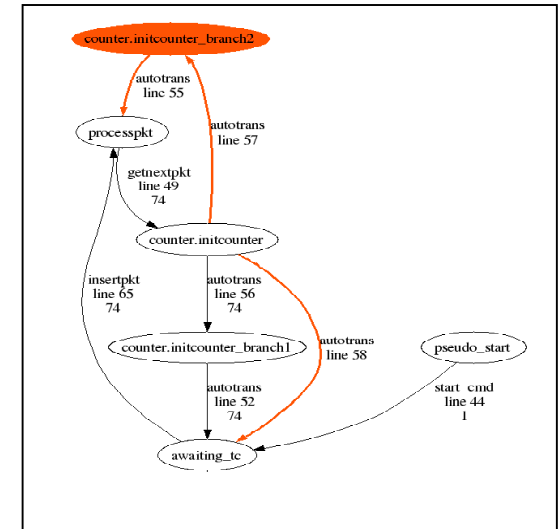 counter.initcounter_branch2
autotrans
line 55
autotrans
line 57
processpkt
getnextpkt
line 49
74
counter.initcounter
insertpkt
line 65
74
autotrans
line 56
74
autotrans
line 58
counter.initcounter_branch1
pseudo_start
autotrans
line 52
74
start_cmd
line 44
1
awaiting_tc